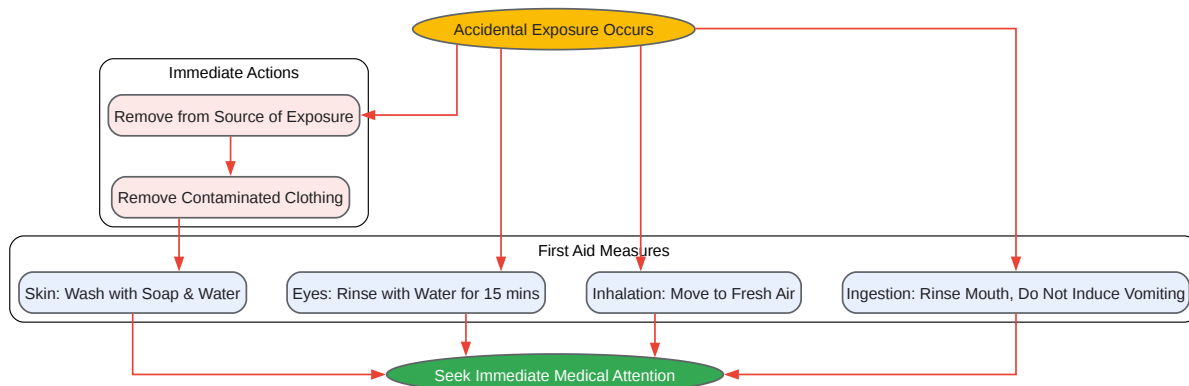 Accidental Exposure Occurs
Immediate Actions
Remove from Source of Exposure
Remove Contaminated Clothing
First Aid Measures
Skin: Wash with Soap & Water
Eyes: Rinse with Water for 15 mins
Inhalation: Move to Fresh Air
Ingestion: Rinse Mouth, Do Not Induce Vomiting
Seek Immediate Medical Attention